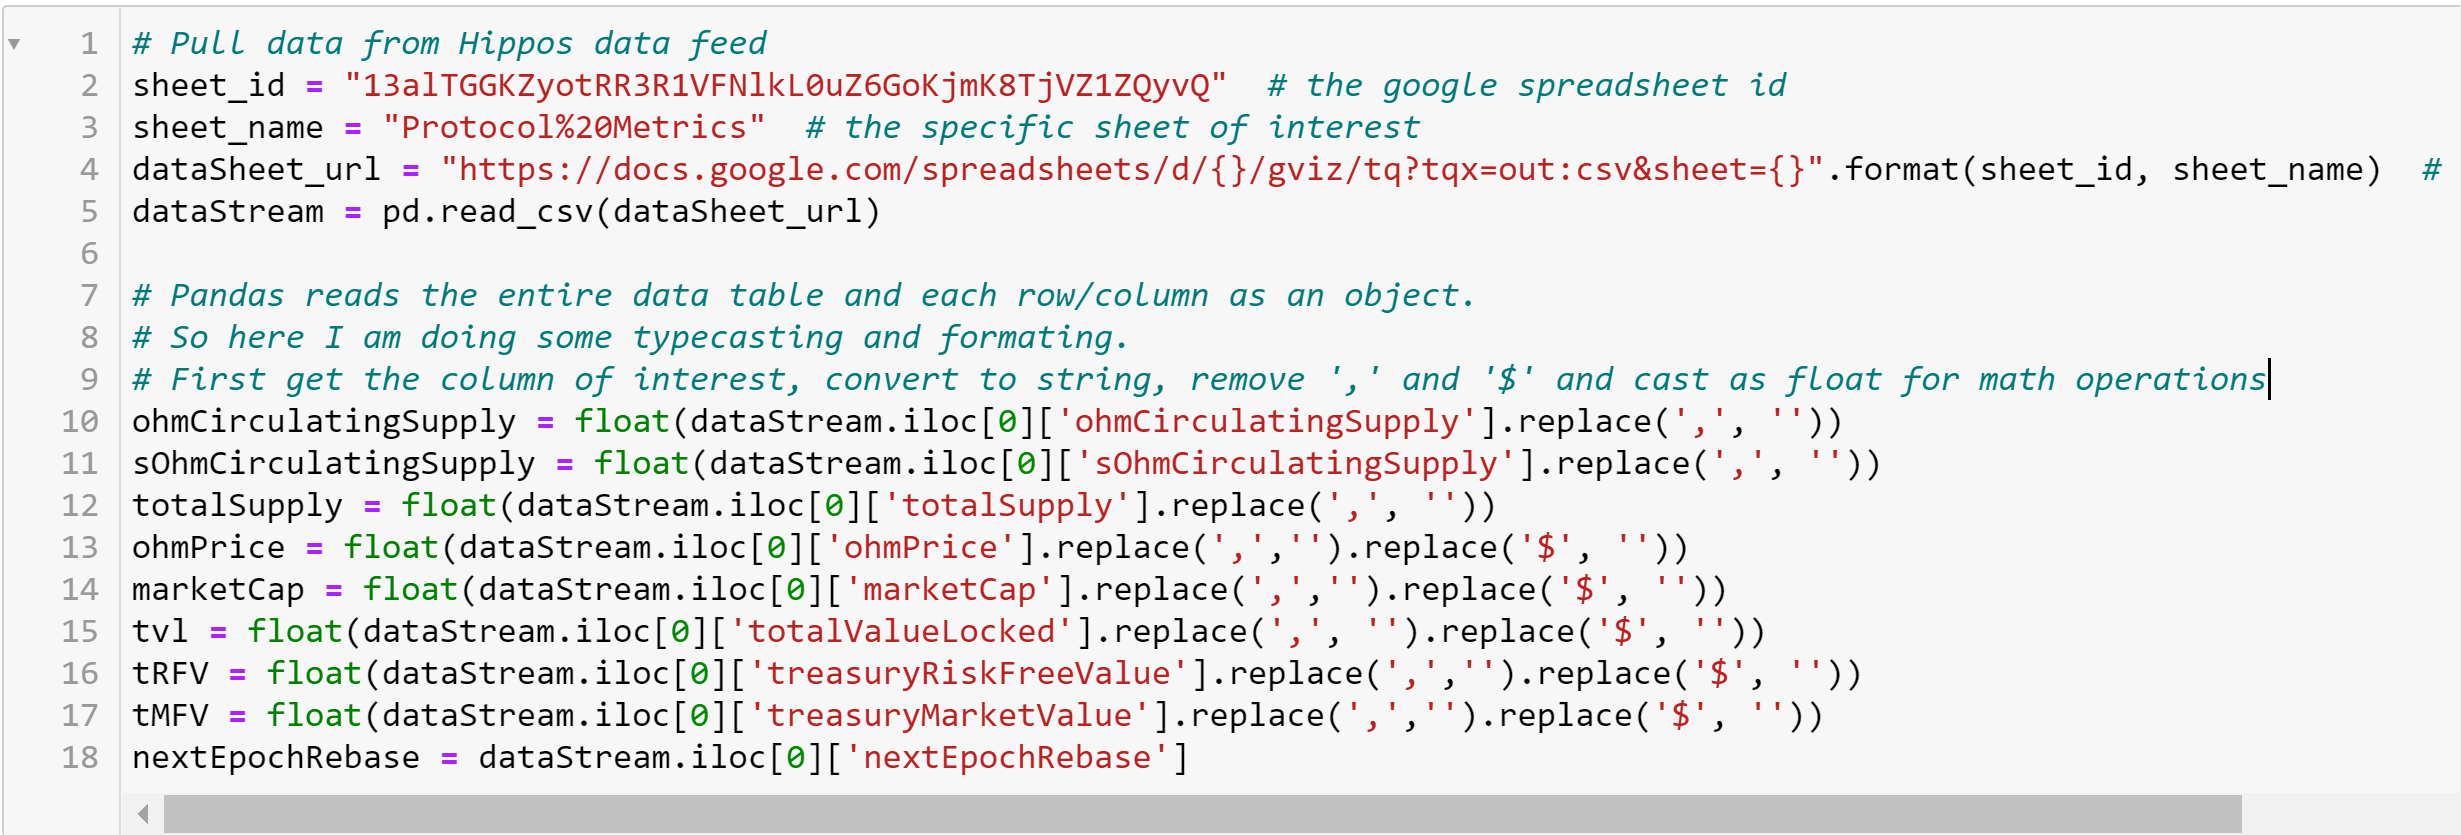 1 # Pull data from Hippos data feed
2 sheet_id = "13alTGGKZyotRR3R1VFNlkL0uZ6GoKjmK8TjVZ1ZQyvQ"  # the google spreadsheet id
3 sheet_name = "Protocol%20Metrics"  # the specific sheet of interest
4 dataSheet_url = "https://docs.google.com/spreadsheets/d/{}/gviz/tq?tqx=out:csv&sheet={}".format(sheet_id, sheet_name)  #
5 dataStream = pd.read_csv(dataSheet_url)
6
7 # Pandas reads the entire data table and each row/column as an object.
8 # So here I am doing some typecasting and formating.
9 # First get the column of interest, convert to string, remove ',' and '$' and cast as float for math operations
10 ohmCirculatingSupply = float(dataStream.iloc[0]['ohmCirculatingSupply'].replace(',', ''))
11 sOhmCirculatingSupply = float(dataStream.iloc[0]['sOhmCirculatingSupply'].replace(',', ''))
12 totalSupply = float(dataStream.iloc[0]['totalSupply'].replace(',', ''))
13 ohmPrice = float(dataStream.iloc[0]['ohmPrice'].replace(',','').replace('$', ''))
14 marketCap = float(dataStream.iloc[0]['marketCap'].replace(',','').replace('$', ''))
15 tvl = float(dataStream.iloc[0]['totalValueLocked'].replace(',', '').replace('$', ''))
16 tRFV = float(dataStream.iloc[0]['treasuryRiskFreeValue'].replace(',','').replace('$', ''))
17 tMFV = float(dataStream.iloc[0]['treasuryMarketValue'].replace(',','').replace('$', ''))
18 nextEpochRebase = dataStream.iloc[0]['nextEpochRebase']